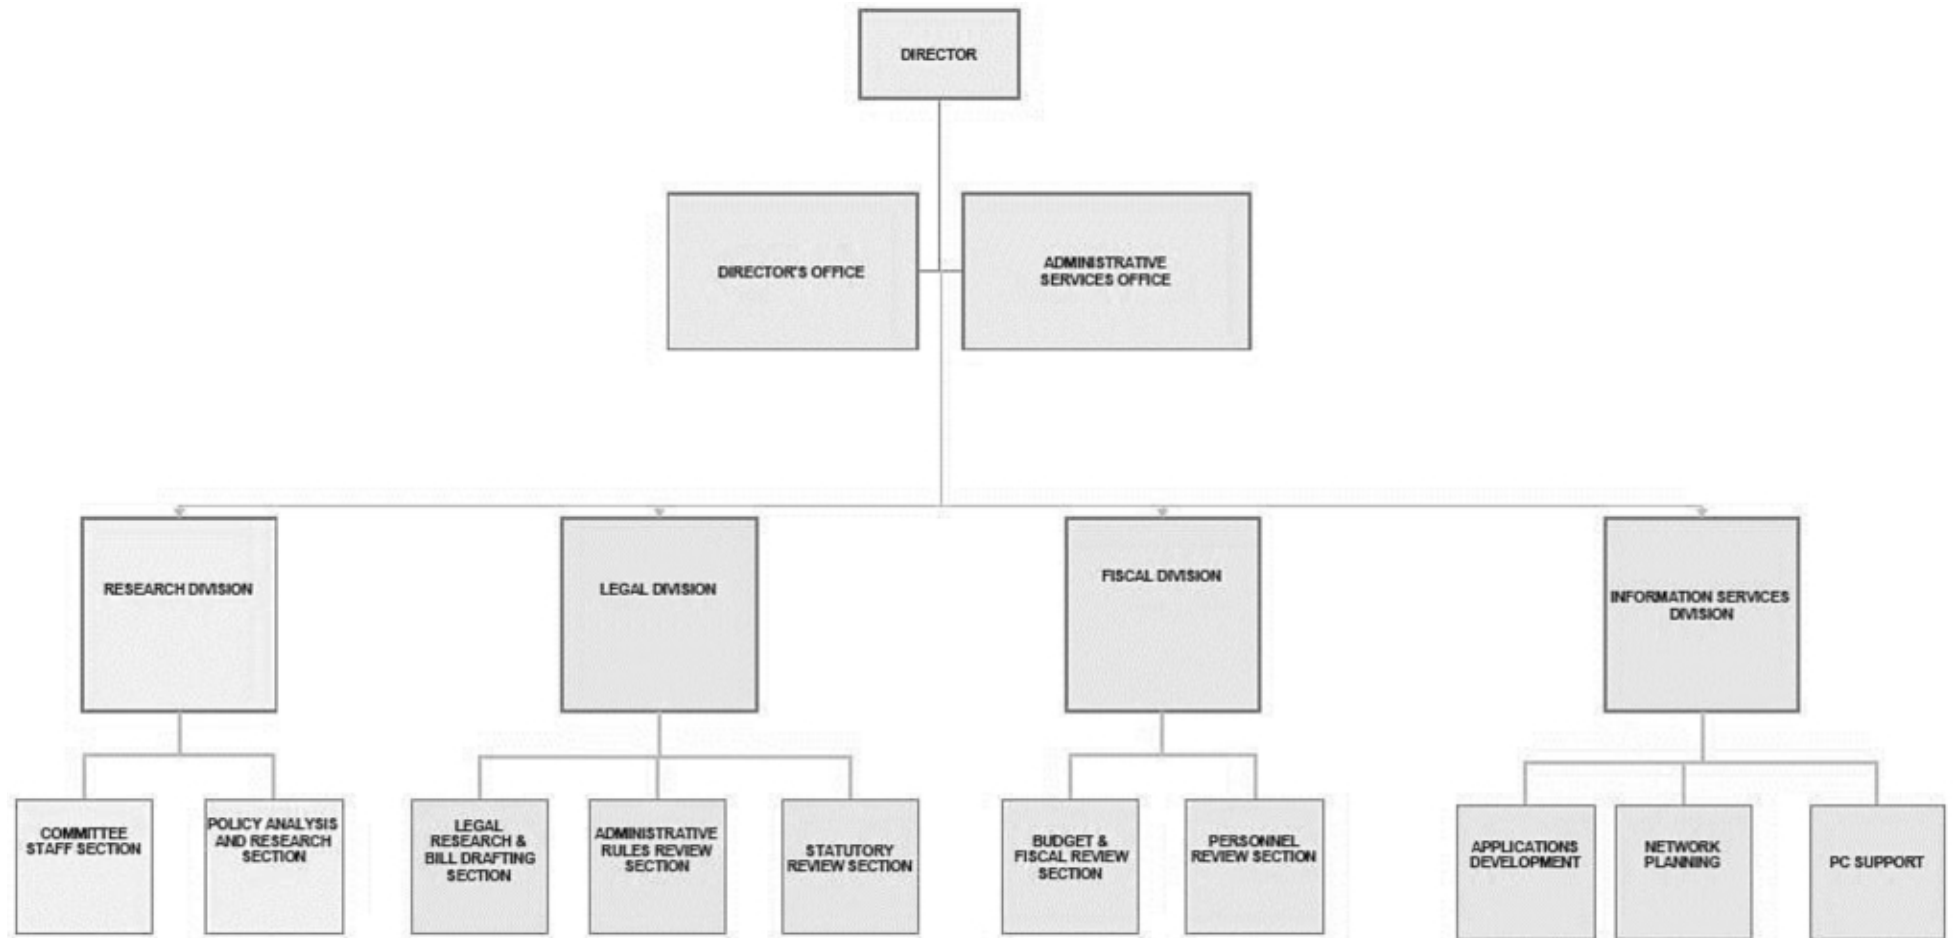 DIRECTOR
DIRECTOR'S OFFICE
ADMINISTRATIVE
SERVICES OFFICE
RESEARCH DIVISION
LEGAL DIVISION
FISCAL DIVISION
INFORMATION SERVICES
DIVISION
COMMITTEE
STAFF SECTION
POLICY ANALYSIS
AND RESEARCH
SECTION
LEGAL
RESEARCH &
BILL DRAFTING
SECTION
ADMINISTRATIVE
RULES REVIEW
SECTION
STATUTORY
REVIEW SECTION
BUDGET &
FISCAL REVIEW
SECTION
PERSONNEL
REVIEW SECTION
APPLICATIONS
DEVELOPMENT
NETWORK
PLANNING
PC SUPPORT